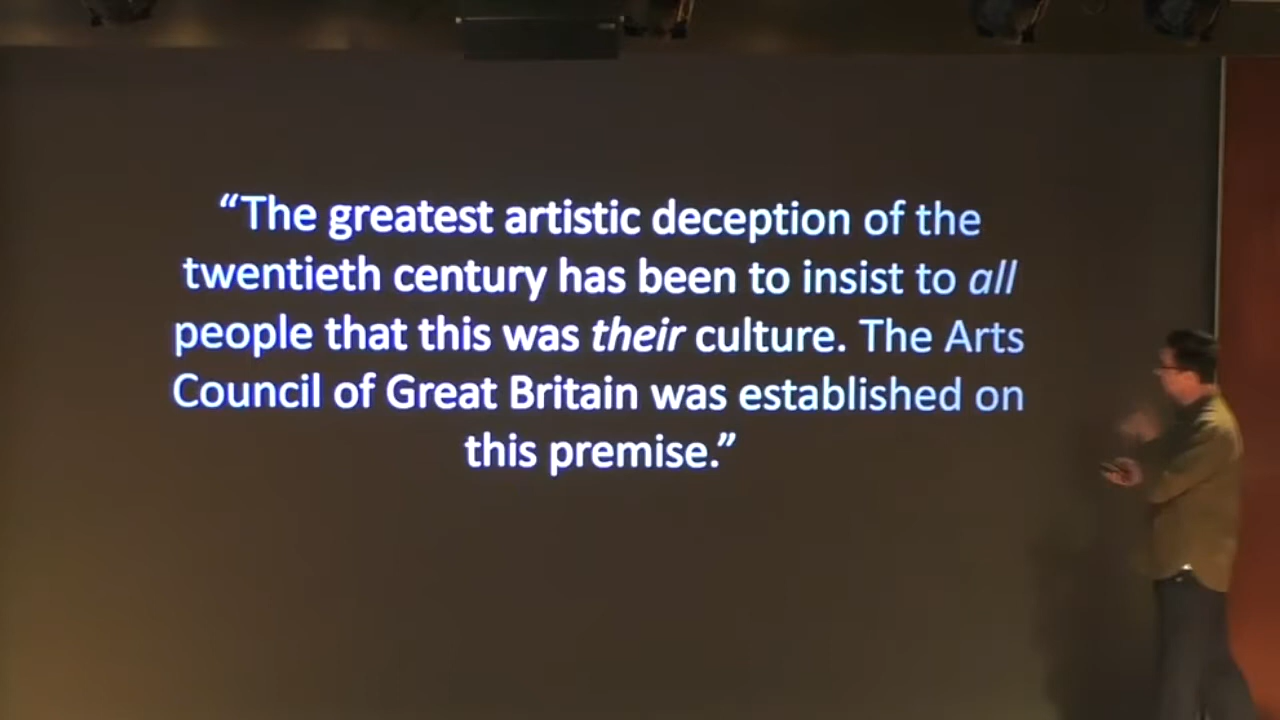 “The greatest artistic deception of the
twentieth century has been to insist to all
people that this was their culture. The Arts
Council of Great Britain was established on
this premise.”